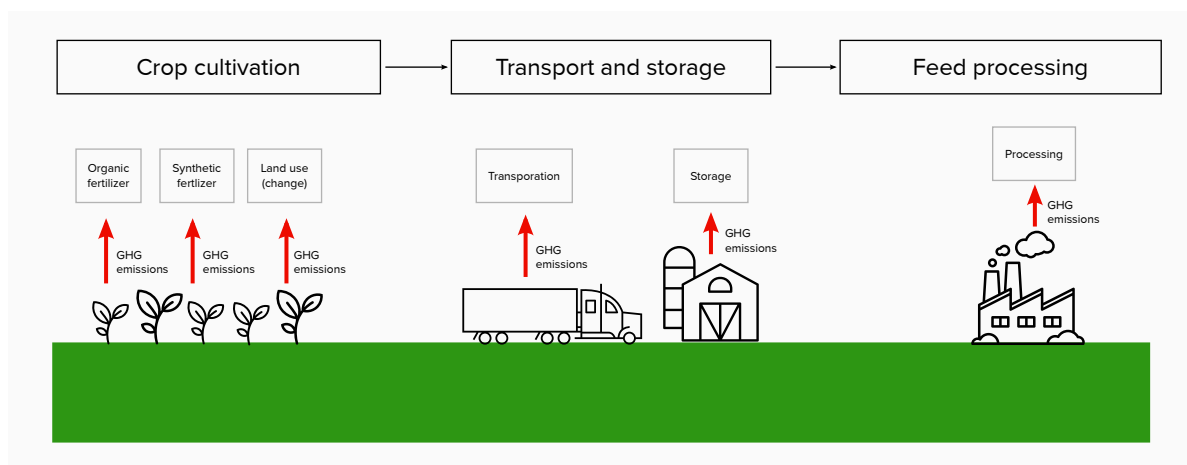 Crop cultivation
Transport and storage
Feed processing
Organic
fertilizer
Synthetic
fertlizer
Land use
(change)
Transporation
Storage
Processing
GHG
emissions
GHG
emissions
GHG
emissions
GHG
emissions
GHG
emissions
GHG
emissions